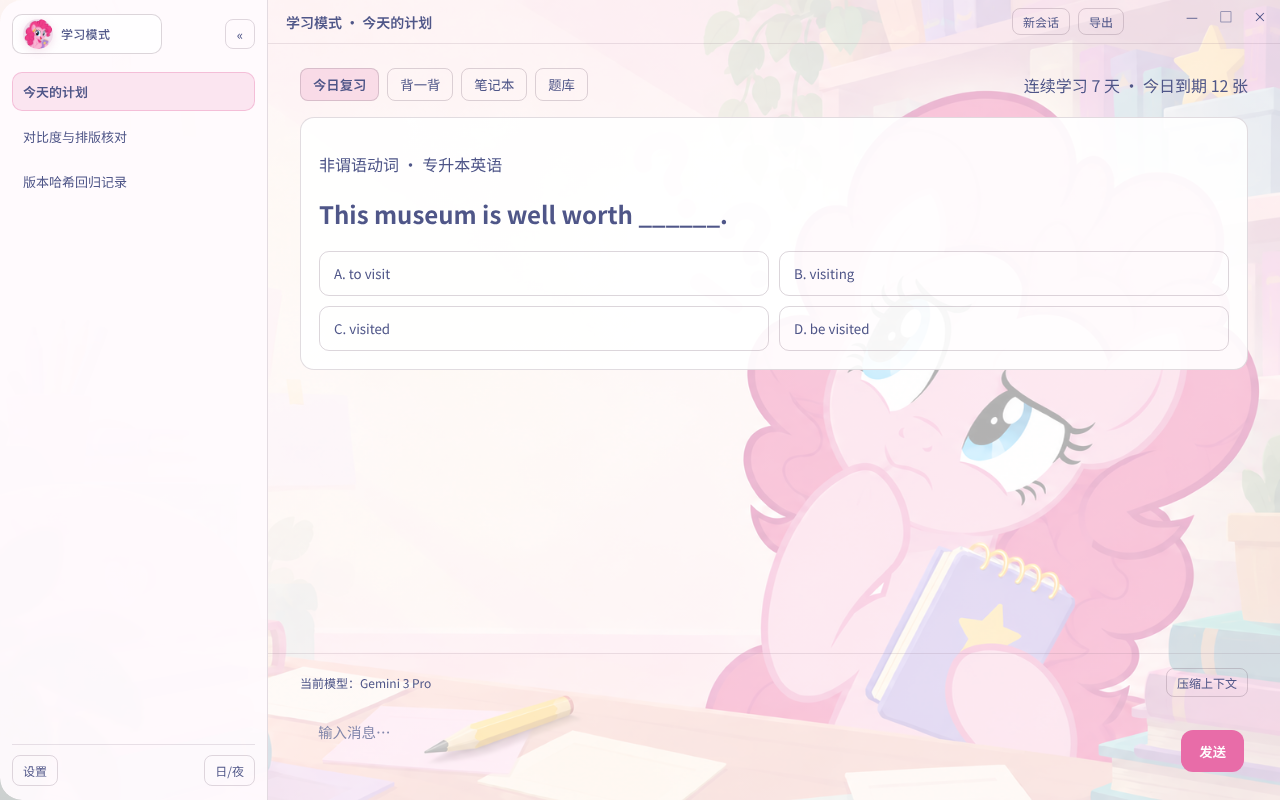 学习模式
«
今天的计划
对比度与排版核对
版本哈希回归记录
设置
日/夜
学习模式 • 今天的计划
新会话
导出
今日复习
背一背
笔记本
题库
连续学习 7 天 • 今日到期 12 张
非谓语动词 • 专升本英语
This museum is well worth ______.
A. to visit
B. visiting
C. visited
D. be visited
当前模型：Gemini 3 Pro
压缩上下文
输入消息…
发送